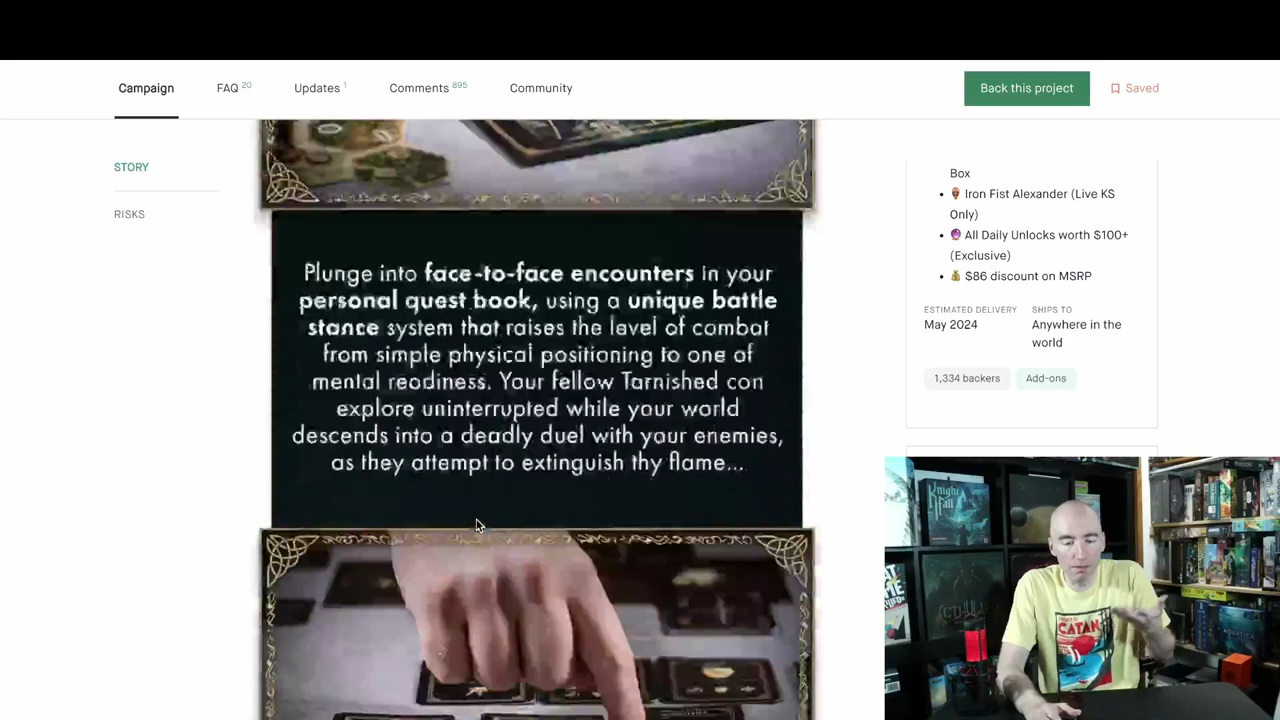 Campaign
FAQ 20
Updates 1
Comments 895
Community
Back this project
Saved
STORY
RISKS
Plunge into face-to-face encounters in your
personal quest book, using a unique battle
stance system that raises the level of combat
from simple physical positioning to one of
mental readiness. Your fellow Tarnished can
explore uninterrupted while your world
descends into a deadly duel with your enemies,
as they attempt to extinguish thy flame...
Box
• Iron Fist Alexander (Live KS
Only)
• All Daily Unlocks worth $100+
(Exclusive)
• $86 discount on MSRP
ESTIMATED DELIVERY
May 2024
SHIPS TO
Anywhere in the
world
1,334 backers
Add-ons
Knight
Fall
CTHULHU
CATAN
AQUATICA